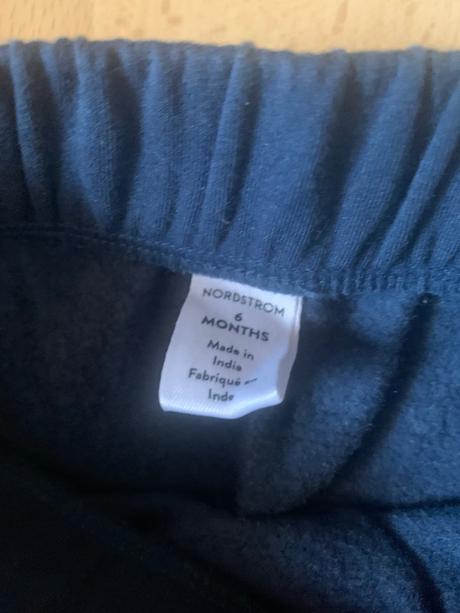 NORDSTROM
6
MONTHS
Made in
India
Fabriqué
Inde